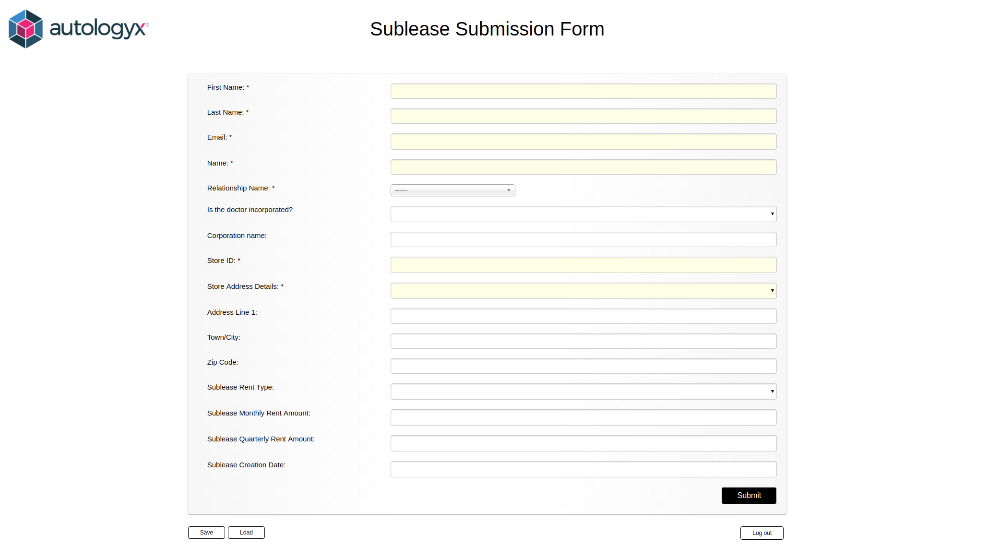 autologyx®
Sublease Submission Form
First Name: *
Last Name: *
Email: *
Name: *
Relationship Name: *
------
Is the doctor incorporated?
Corporation name:
Store ID: *
Store Address Details: *
Address Line 1:
Town/City:
Zip Code:
Sublease Rent Type:
Sublease Monthly Rent Amount:
Sublease Quarterly Rent Amount:
Sublease Creation Date:
Submit
Save
Load
Log out